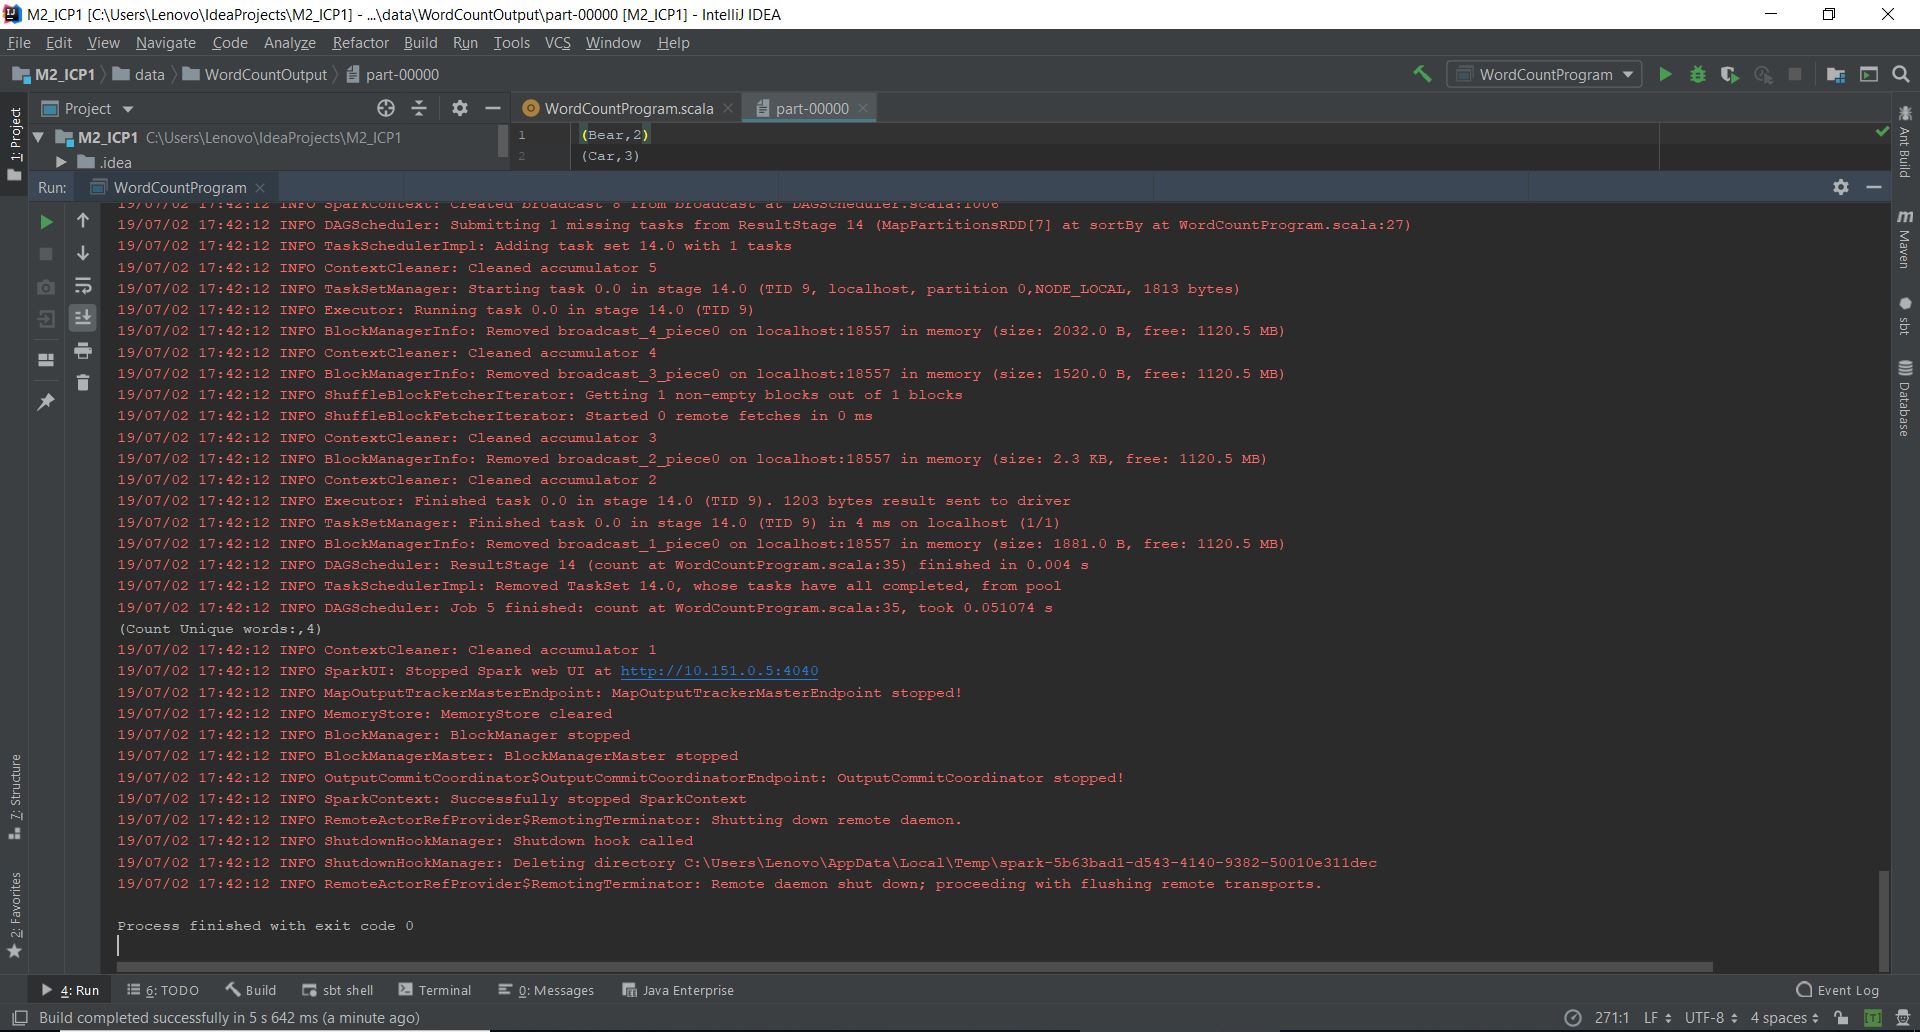 M2_ICP1 [C:\Users\Lenovo\IdeaProjects\M2_ICP1] - ...\data\WordCountOutput\part-00000 [M2_ICP1] - IntelliJ IDEA
File Edit View Navigate Code Analyze Refactor Build Run Tools VCS Window Help
M2_ICP1 data WordCountOutput part-00000 WordCountProgram
Project WordCountProgram.scala part-00000
M2_ICP1 C:\Users\Lenovo\IdeaProjects\M2_ICP1
.idea
1 (Bear,2)
2 (Car,3)
Run: WordCountProgram
19/07/02 17:42:12 INFO SparkContext: Created broadcast 8 from broadcast at DAGScheduler.scala:1006
19/07/02 17:42:12 INFO DAGScheduler: Submitting 1 missing tasks from ResultStage 14 (MapPartitionsRDD[7] at sortBy at WordCountProgram.scala:27)
19/07/02 17:42:12 INFO TaskSchedulerImpl: Adding task set 14.0 with 1 tasks
19/07/02 17:42:12 INFO ContextCleaner: Cleaned accumulator 5
19/07/02 17:42:12 INFO TaskSetManager: Starting task 0.0 in stage 14.0 (TID 9, localhost, partition 0,NODE_LOCAL, 1813 bytes)
19/07/02 17:42:12 INFO Executor: Running task 0.0 in stage 14.0 (TID 9)
19/07/02 17:42:12 INFO BlockManagerInfo: Removed broadcast_4_piece0 on localhost:18557 in memory (size: 2032.0 B, free: 1120.5 MB)
19/07/02 17:42:12 INFO ContextCleaner: Cleaned accumulator 4
19/07/02 17:42:12 INFO BlockManagerInfo: Removed broadcast_3_piece0 on localhost:18557 in memory (size: 1520.0 B, free: 1120.5 MB)
19/07/02 17:42:12 INFO ShuffleBlockFetcherIterator: Getting 1 non-empty blocks out of 1 blocks
19/07/02 17:42:12 INFO ShuffleBlockFetcherIterator: Started 0 remote fetches in 0 ms
19/07/02 17:42:12 INFO ContextCleaner: Cleaned accumulator 3
19/07/02 17:42:12 INFO BlockManagerInfo: Removed broadcast_2_piece0 on localhost:18557 in memory (size: 2.3 KB, free: 1120.5 MB)
19/07/02 17:42:12 INFO ContextCleaner: Cleaned accumulator 2
19/07/02 17:42:12 INFO Executor: Finished task 0.0 in stage 14.0 (TID 9). 1203 bytes result sent to driver
19/07/02 17:42:12 INFO TaskSetManager: Finished task 0.0 in stage 14.0 (TID 9) in 4 ms on localhost (1/1)
19/07/02 17:42:12 INFO BlockManagerInfo: Removed broadcast_1_piece0 on localhost:18557 in memory (size: 1881.0 B, free: 1120.5 MB)
19/07/02 17:42:12 INFO DAGScheduler: ResultStage 14 (count at WordCountProgram.scala:35) finished in 0.004 s
19/07/02 17:42:12 INFO TaskSchedulerImpl: Removed TaskSet 14.0, whose tasks have all completed, from pool
19/07/02 17:42:12 INFO DAGScheduler: Job 5 finished: count at WordCountProgram.scala:35, took 0.051074 s
(Count Unique words:,4)
19/07/02 17:42:12 INFO ContextCleaner: Cleaned accumulator 1
19/07/02 17:42:12 INFO SparkUI: Stopped Spark web UI at http://10.151.0.5:4040
19/07/02 17:42:12 INFO MapOutputTrackerMasterEndpoint: MapOutputTrackerMasterEndpoint stopped!
19/07/02 17:42:12 INFO MemoryStore: MemoryStore cleared
19/07/02 17:42:12 INFO BlockManager: BlockManager stopped
19/07/02 17:42:12 INFO BlockManagerMaster: BlockManagerMaster stopped
19/07/02 17:42:12 INFO OutputCommitCoordinator$OutputCommitCoordinatorEndpoint: OutputCommitCoordinator stopped!
19/07/02 17:42:12 INFO SparkContext: Successfully stopped SparkContext
19/07/02 17:42:12 INFO RemoteActorRefProvider$RemotingTerminator: Shutting down remote daemon.
19/07/02 17:42:12 INFO ShutdownHookManager: Shutdown hook called
19/07/02 17:42:12 INFO ShutdownHookManager: Deleting directory C:\Users\Lenovo\AppData\Local\Temp\spark-5b63bad1-d543-4140-9382-50010e311dec
19/07/02 17:42:12 INFO RemoteActorRefProvider$RemotingTerminator: Remote daemon shut down; proceeding with flushing remote transports.
Process finished with exit code 0
1: Project
7: Structure
2: Favorites
Ant Build
m Maven
sbt
Database
4: Run 6: TODO Build sbt shell Terminal 0: Messages Java Enterprise Event Log
Build completed successfully in 5 s 642 ms (a minute ago) 271:1 LF UTF-8 4 spaces [T]